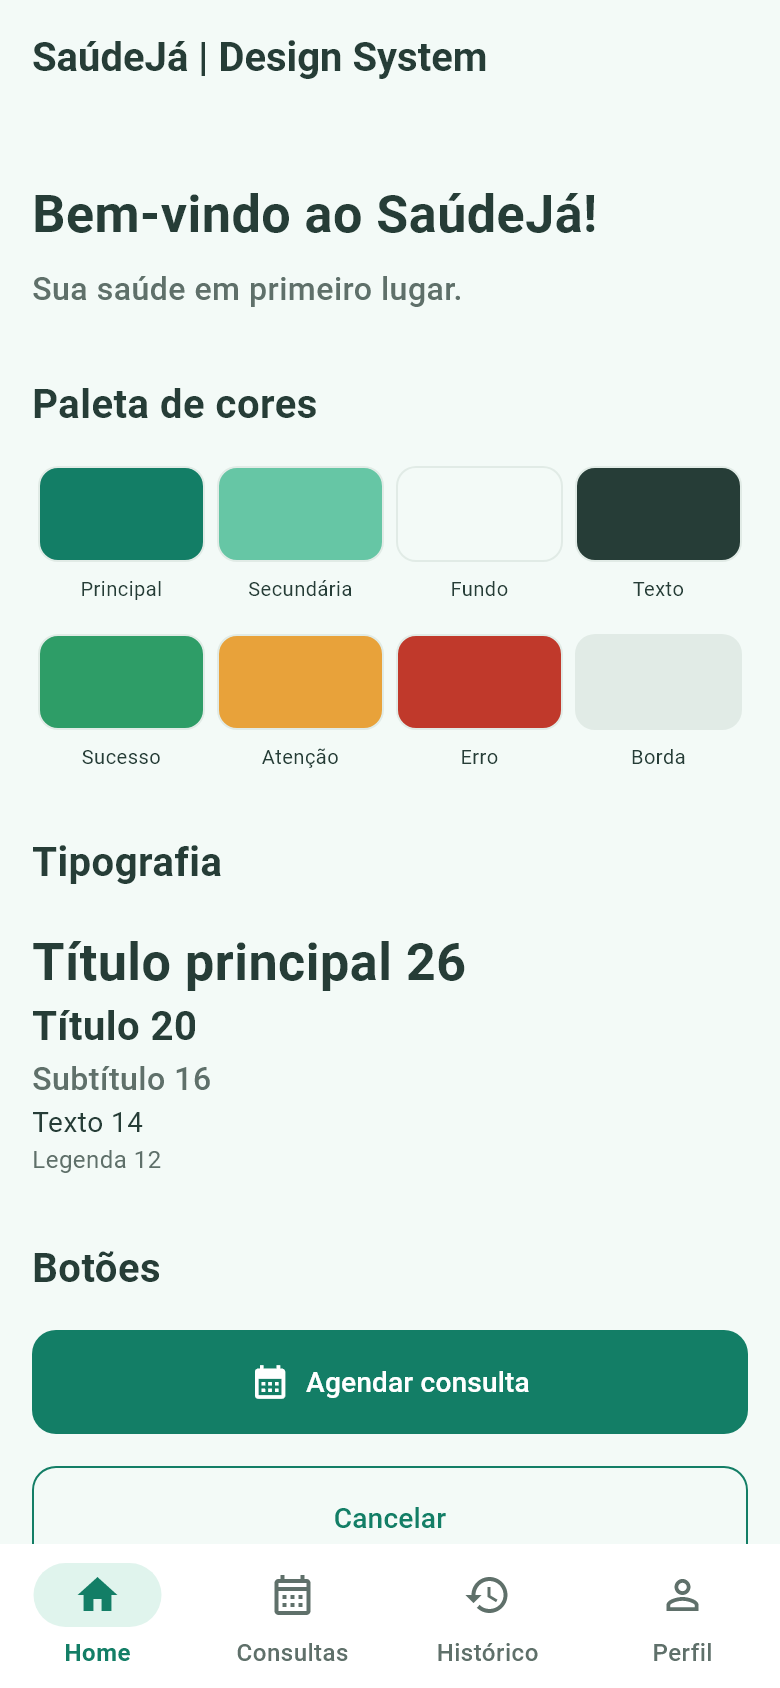 SaúdeJá | Design System
Bem-vindo ao SaúdeJá!
Sua saúde em primeiro lugar.
Paleta de cores
Principal
Secundária
Fundo
Texto
Sucesso
Atenção
Erro
Borda
Tipografia
Título principal 26
Título 20
Subtítulo 16
Texto 14
Legenda 12
Botões
Agendar consulta
Cancelar
Home
Consultas
Histórico
Perfil